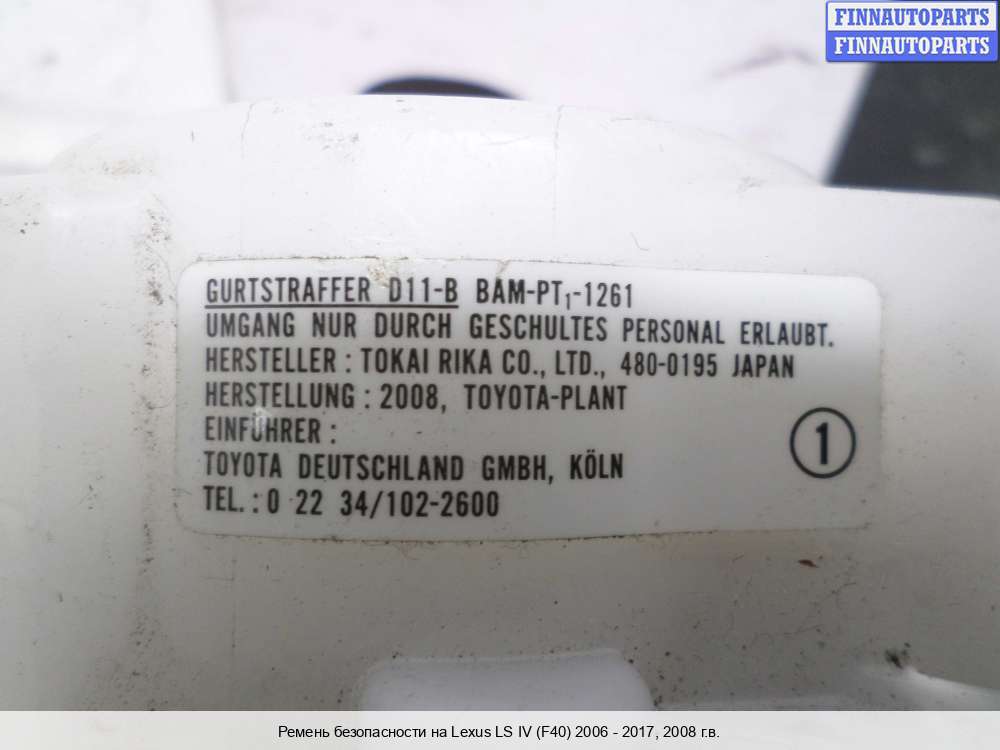 FINNAUTOPARTS
FINNAUTOPARTS
GURTSTRAFFER D11-B BAM-PT₁-1261
UMGANG NUR DURCH GESCHULTES PERSONAL ERLAUBT.
HERSTELLER : TOKAI RIKA CO., LTD., 480-0195 JAPAN
HERSTELLUNG : 2008, TOYOTA-PLANT
EINFÜHRER :
TOYOTA DEUTSCHLAND GMBH, KÖLN
TEL. : 0 22 34/102-2600
1
Ремень безопасности на Lexus LS IV (F40) 2006 - 2017, 2008 г.в.